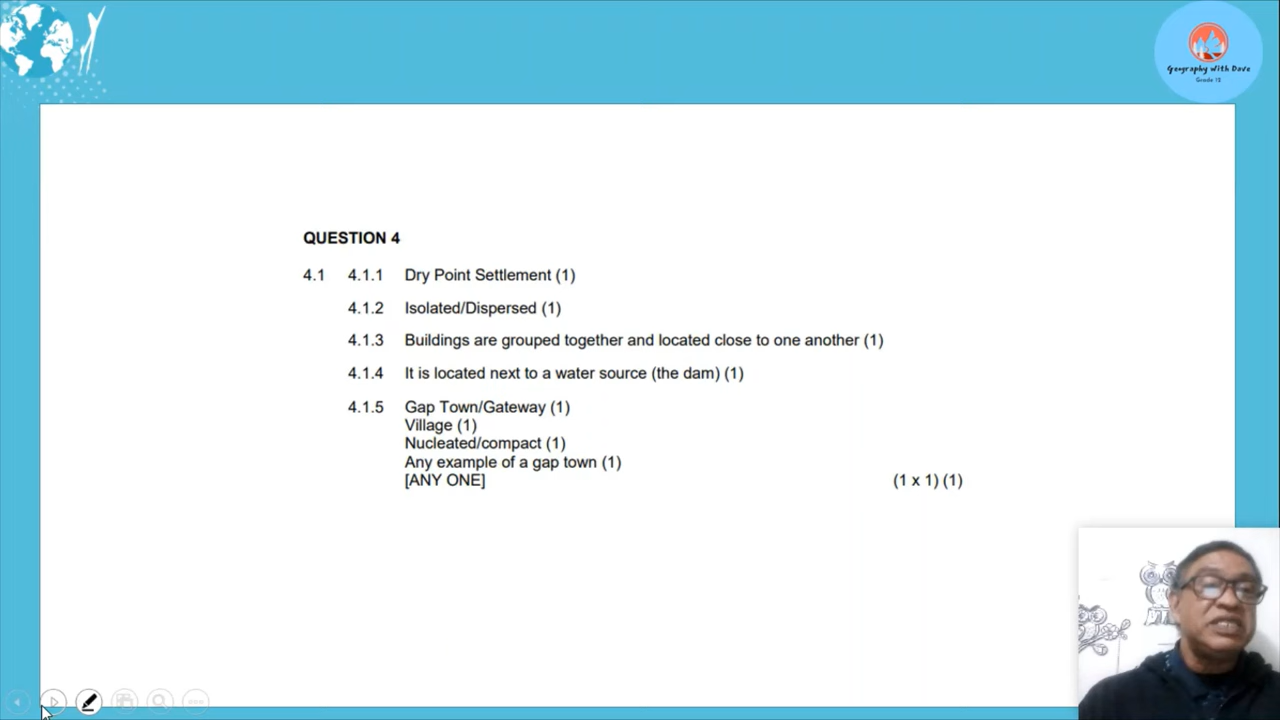 Geography With Dave
Grade 12
QUESTION 4
4.1 4.1.1 Dry Point Settlement (1)
4.1.2 Isolated/Dispersed (1)
4.1.3 Buildings are grouped together and located close to one another (1)
4.1.4 It is located next to a water source (the dam) (1)
4.1.5 Gap Town/Gateway (1)
Village (1)
Nucleated/compact (1)
Any example of a gap town (1)
[ANY ONE] (1 x 1) (1)